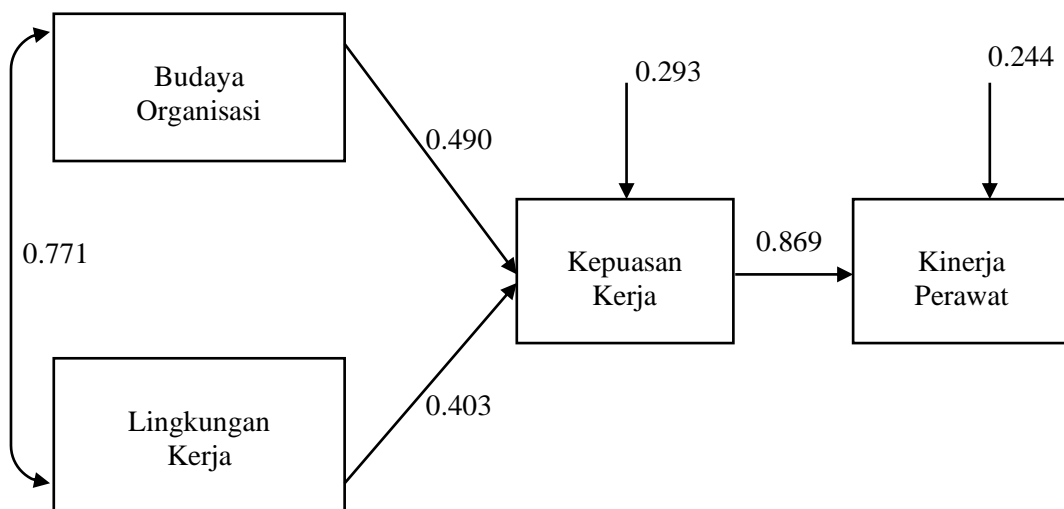 Budaya
Organisasi
0.293
0.244
0.490
0.771
Kepuasan
Kerja
0.869
Kinerja
Perawat
Lingkungan
Kerja
0.403